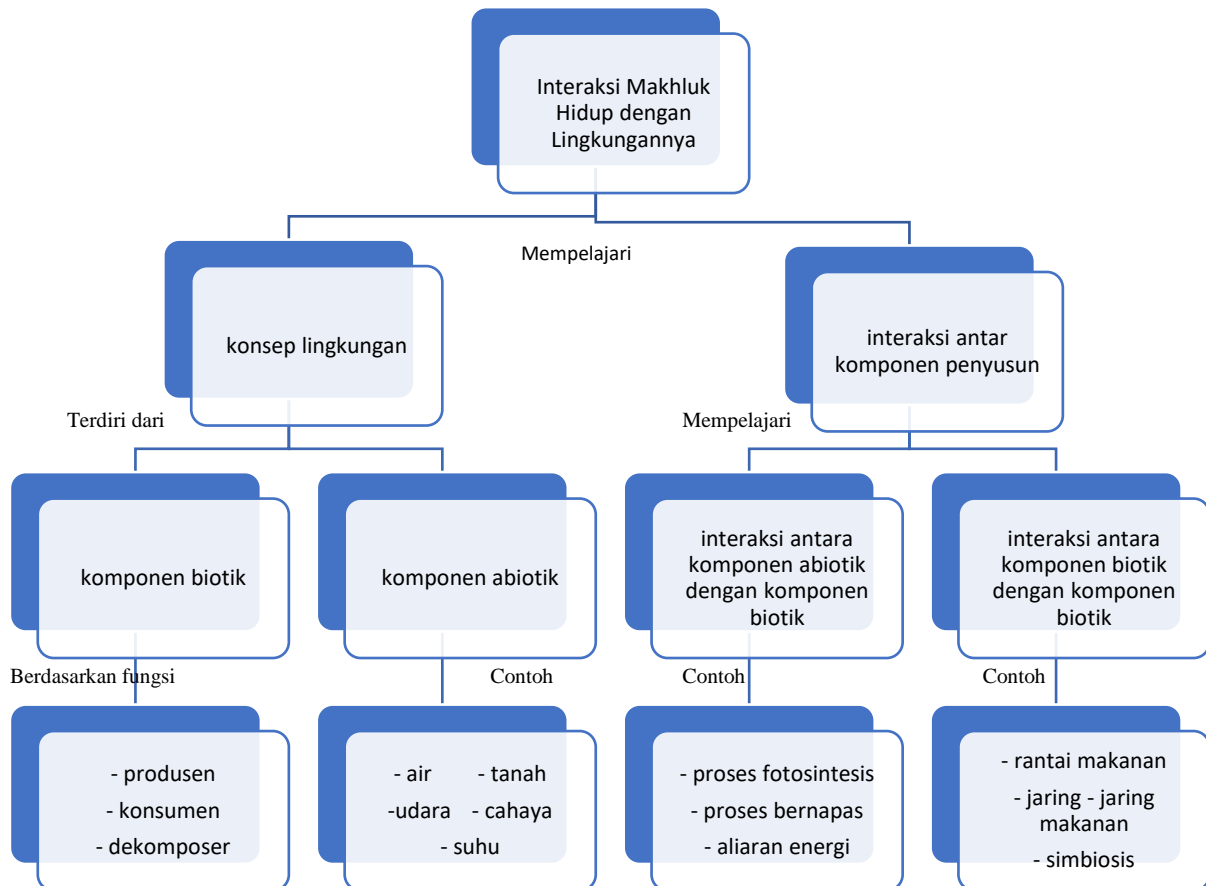 Interaksi Makhluk
Hidup dengan
Lingkungannya
Mempelajari
konsep lingkungan
interaksi antar
komponen penyusun
Terdiri dari
Mempelajari
komponen biotik
komponen abiotik
interaksi antara
komponen abiotik
dengan komponen
biotik
interaksi antara
komponen biotik
dengan komponen
biotik
Berdasarkan fungsi
Contoh
Contoh
Contoh
- produsen
- konsumen
- dekomposer
- air - tanah
-udara - cahaya
- suhu
- proses fotosintesis
- proses bernapas
- aliaran energi
- rantai makanan
- jaring - jaring
makanan
- simbiosis